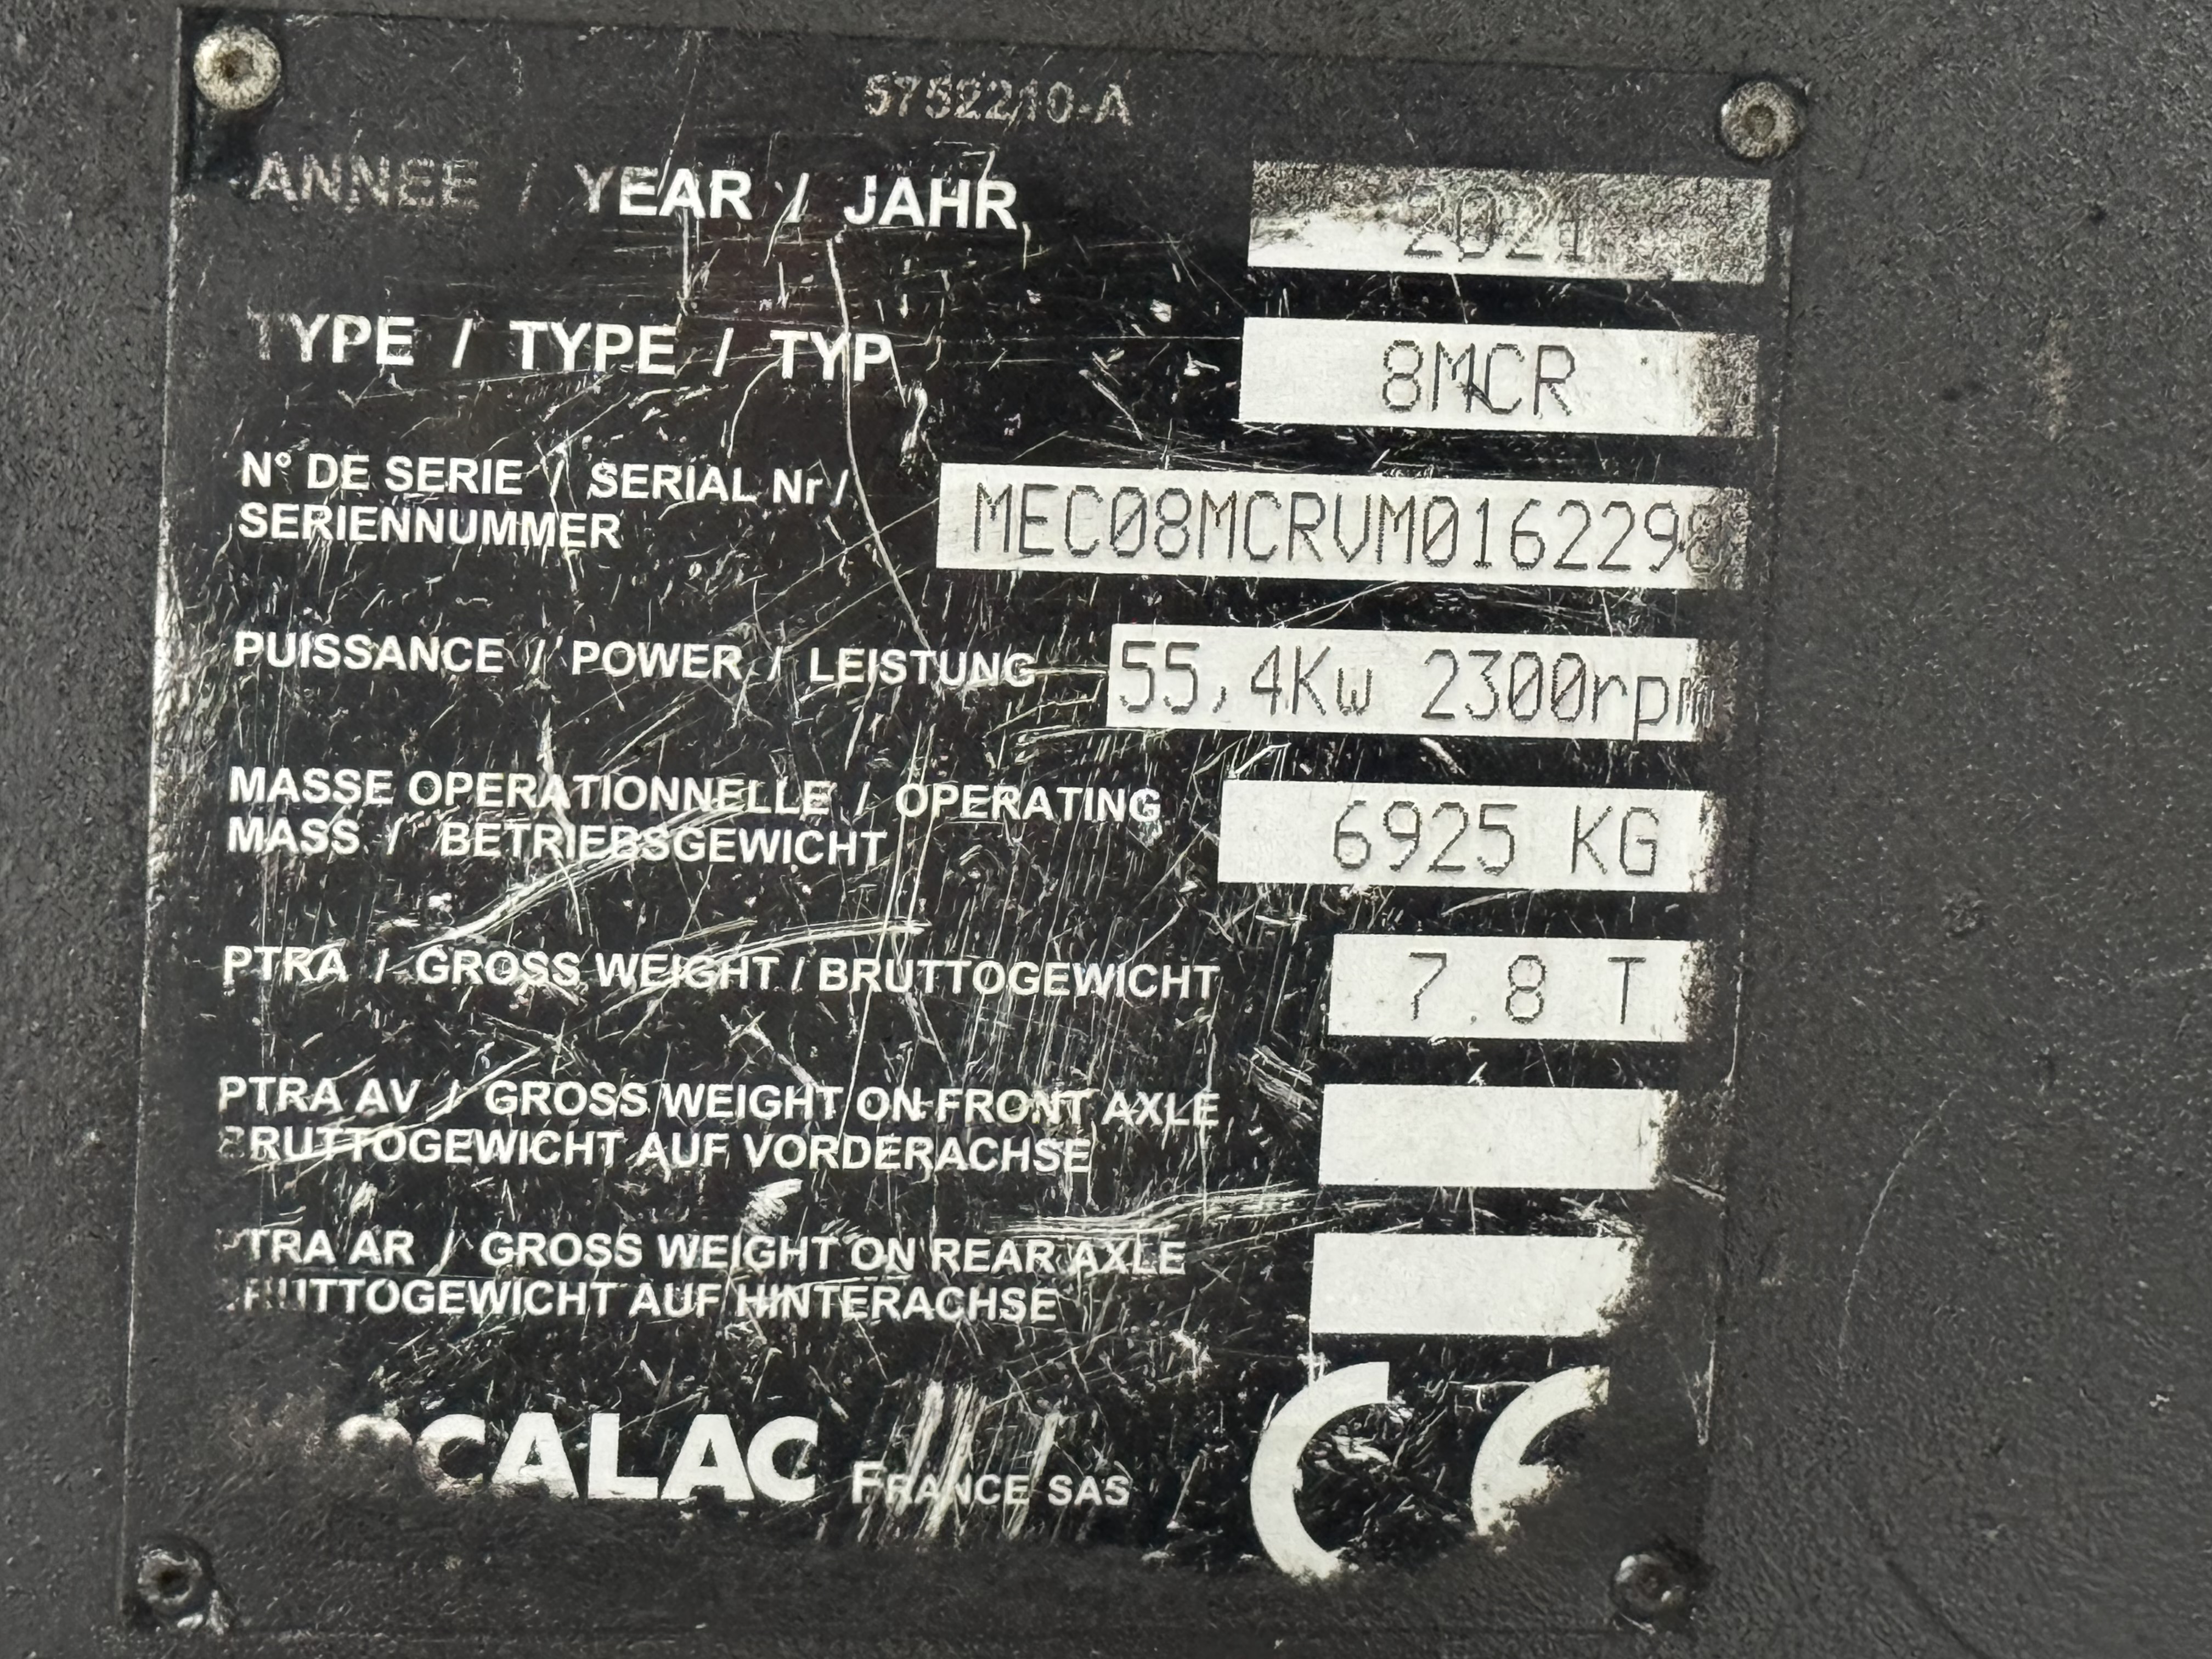 5752210-A
ANNEE / YEAR / JAHR 2021
TYPE / TYPE / TYP 8MCR
N° DE SERIE / SERIAL Nr /
SERIENNUMMER MEC08MCRVM0162298
PUISSANCE / POWER / LEISTUNG 55,4Kw 2300rpm
MASSE OPERATIONNELLE / OPERATING
MASS / BETRIEBSGEWICHT 6925 KG
PTRA / GROSS WEIGHT / BRUTTOGEWICHT 7.8 T
PTRA AV / GROSS WEIGHT ON FRONT AXLE
BRUTTOGEWICHT AUF VORDERACHSE
PTRA AR / GROSS WEIGHT ON REAR AXLE
BRUTTOGEWICHT AUF HINTERACHSE
MECALAC FRANCE SAS CE